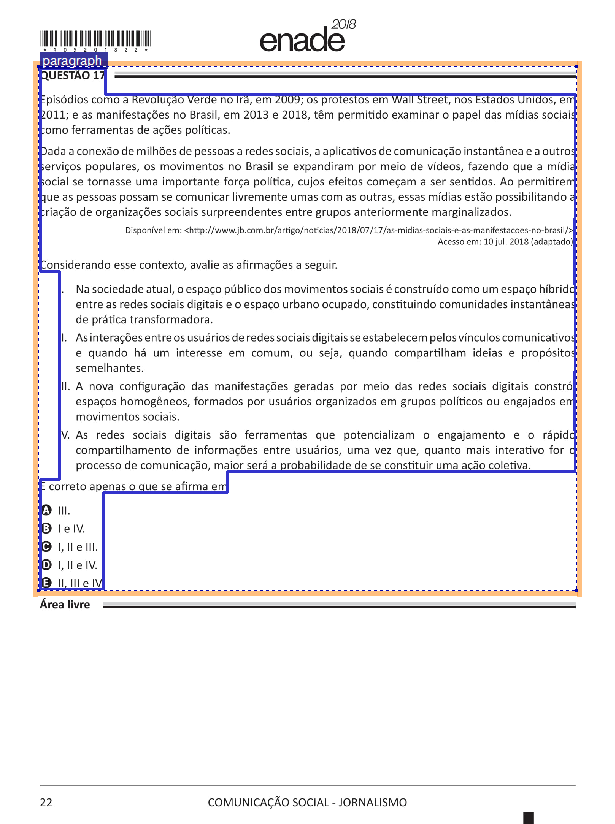 enade 2018
*R05201822*
paragraph
QUESTÃO 17
Episódios como a Revolução Verde no Irã, em 2009; os protestos em Wall Street, nos Estados Unidos, em
2011; e as manifestações no Brasil, em 2013 e 2018, têm permitido examinar o papel das mídias sociais
como ferramentas de ações políticas.
Dada a conexão de milhões de pessoas a redes sociais, a aplicativos de comunicação instantânea e a outros
serviços populares, os movimentos no Brasil se expandiram por meio de vídeos, fazendo que a mídia
social se tornasse uma importante força política, cujos efeitos começam a ser sentidos. Ao permitirem
que as pessoas possam se comunicar livremente umas com as outras, essas mídias estão possibilitando a
criação de organizações sociais surpreendentes entre grupos anteriormente marginalizados.
Disponível em: <http://www.jb.com.br/artigo/noticias/2018/07/17/as-midias-sociais-e-as-manifestacoes-no-brasil/>
Acesso em: 10 jul. 2018 (adaptado)
Considerando esse contexto, avalie as afirmações a seguir.
I. Na sociedade atual, o espaço público dos movimentos sociais é construído como um espaço híbrido
entre as redes sociais digitais e o espaço urbano ocupado, constituindo comunidades instantâneas
de prática transformadora.
II. As interações entre os usuários de redes sociais digitais se estabelecem pelos vínculos comunicativos
e quando há um interesse em comum, ou seja, quando compartilham ideias e propósitos
semelhantes.
III. A nova configuração das manifestações geradas por meio das redes sociais digitais constrói
espaços homogêneos, formados por usuários organizados em grupos políticos ou engajados em
movimentos sociais.
IV. As redes sociais digitais são ferramentas que potencializam o engajamento e o rápido
compartilhamento de informações entre usuários, uma vez que, quanto mais interativo for o
processo de comunicação, maior será a probabilidade de se constituir uma ação coletiva.
É correto apenas o que se afirma em
A III.
B I e IV.
C I, II e III.
D I, II e IV.
E II, III e IV
Área livre
22
COMUNICAÇÃO SOCIAL - JORNALISMO